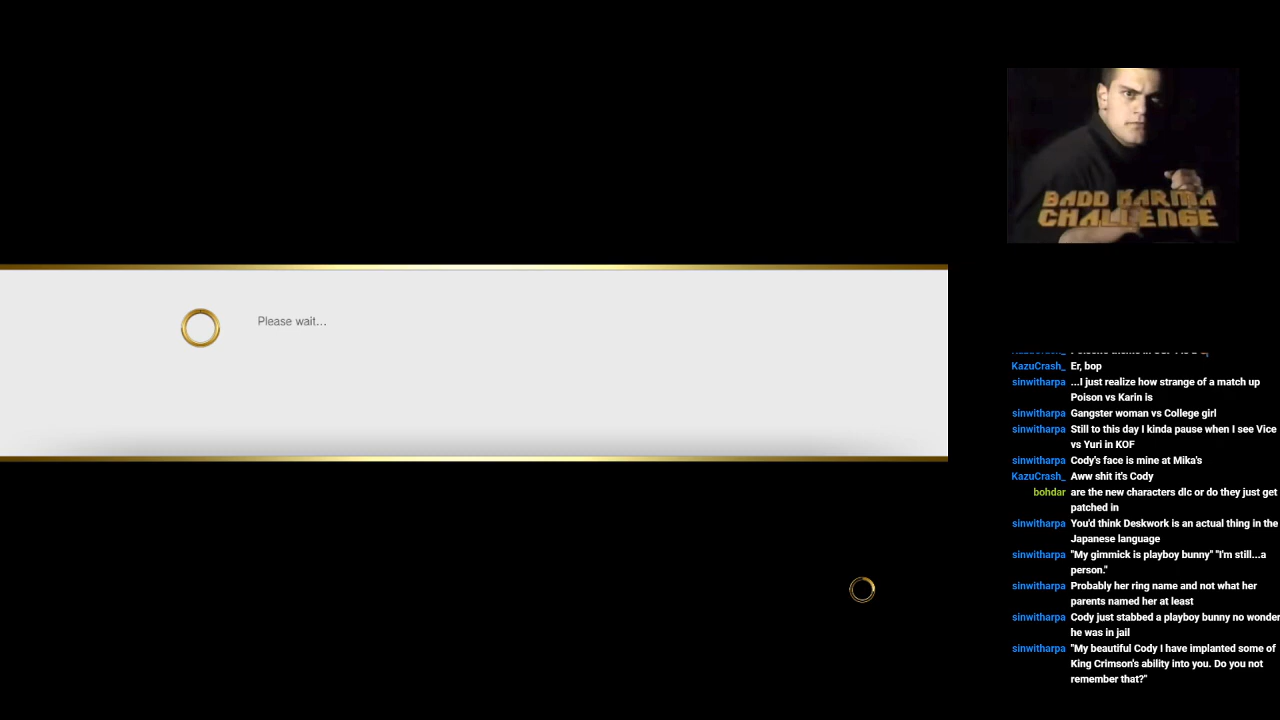 Please wait...
BADD KARMA
CHALLENGE
KazuCrash_ Er, bop
sinwitharpa ...I just realize how strange of a match up
Poison vs Karin is
sinwitharpa Gangster woman vs College girl
sinwitharpa Still to this day I kinda pause when I see Vice
vs Yuri in KOF
sinwitharpa Cody's face is mine at Mika's
KazuCrash_ Aww shit it's Cody
bohdar are the new characters dlc or do they just get
patched in
sinwitharpa You'd think Deskwork is an actual thing in the
Japanese language
sinwitharpa "My gimmick is playboy bunny" "I'm still...a
person."
sinwitharpa Probably her ring name and not what her
parents named her at least
sinwitharpa Cody just stabbed a playboy bunny no wonder
he was in jail
sinwitharpa "My beautiful Cody I have implanted some of
King Crimson's ability into you. Do you not
remember that?"